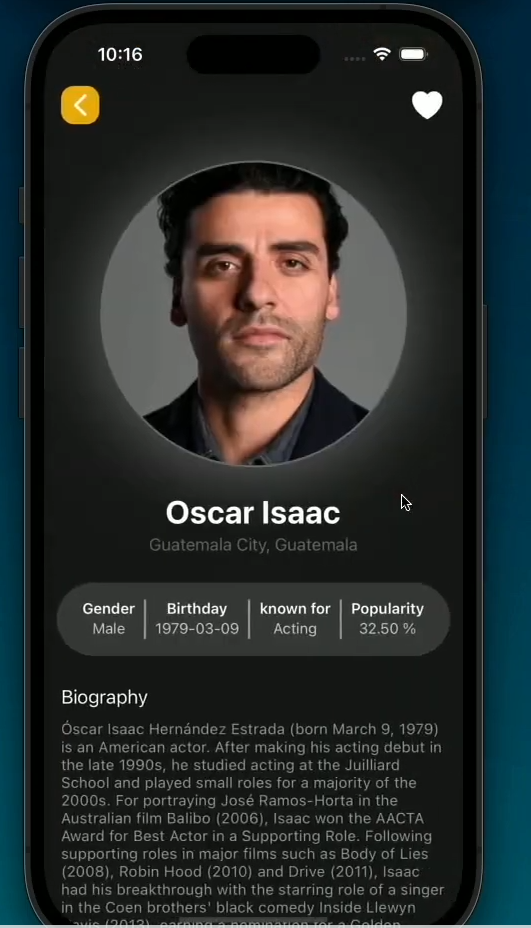 10:16
Oscar Isaac
Guatemala City, Guatemala
Gender Birthday known for Popularity
Male 1979-03-09 Acting 32.50 %
Biography
Óscar Isaac Hernández Estrada (born March 9, 1979)
is an American actor. After making his acting debut in
the late 1990s, he studied acting at the Juilliard
School and played small roles for a majority of the
2000s. For portraying José Ramos-Horta in the
Australian film Balibo (2006), Isaac won the AACTA
Award for Best Actor in a Supporting Role. Following
supporting roles in major films such as Body of Lies
(2008), Robin Hood (2010) and Drive (2011), Isaac
had his breakthrough with the starring role of a singer
in the Coen brothers' black comedy Inside Llewyn
Davis (2013), earning a nomination for a Golden